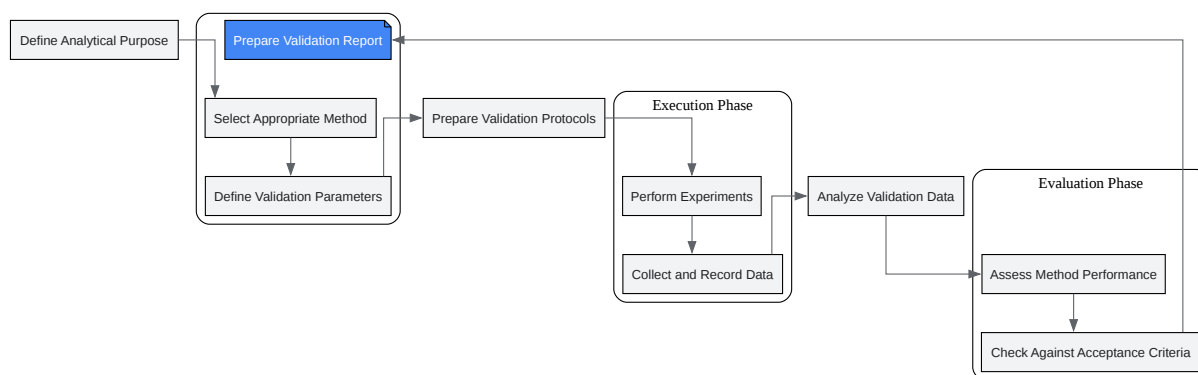 Define Analytical Purpose
Prepare Validation Report
Select Appropriate Method
Define Validation Parameters
Prepare Validation Protocols
Execution Phase
Perform Experiments
Collect and Record Data
Analyze Validation Data
Evaluation Phase
Assess Method Performance
Check Against Acceptance Criteria